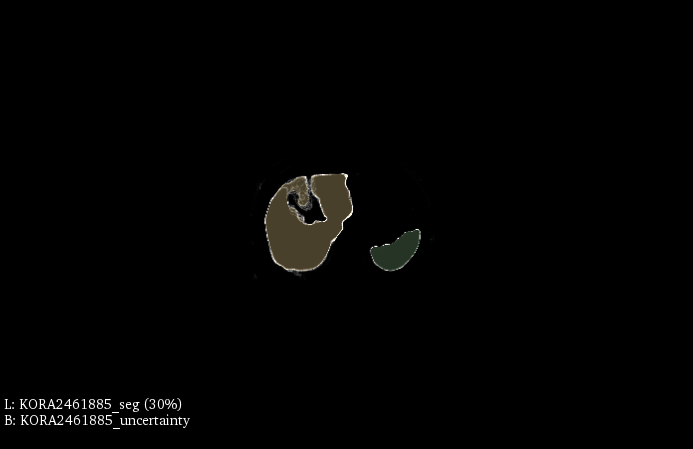 L: KORA2461885_seg (30%)
B: KORA2461885_uncertainty